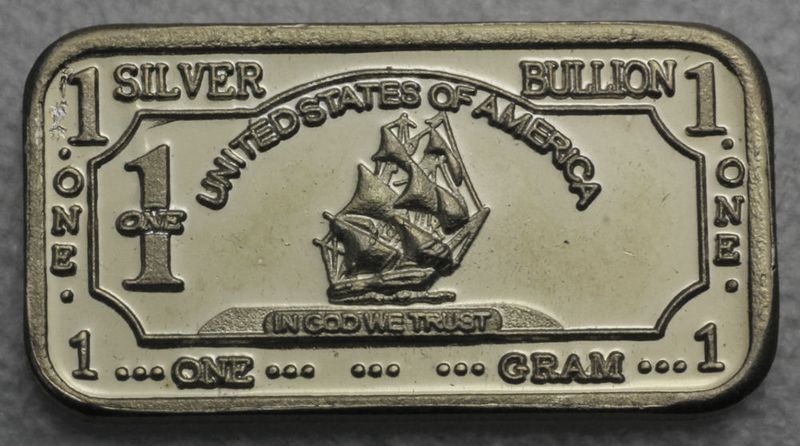 1 SILVER BULLION 1
UNITED STATES OF AMERICA
· ONE ·
1
ONE
· ONE ·
IN GOD WE TRUST
1 ... ONE ... ... ... GRAM ... 1